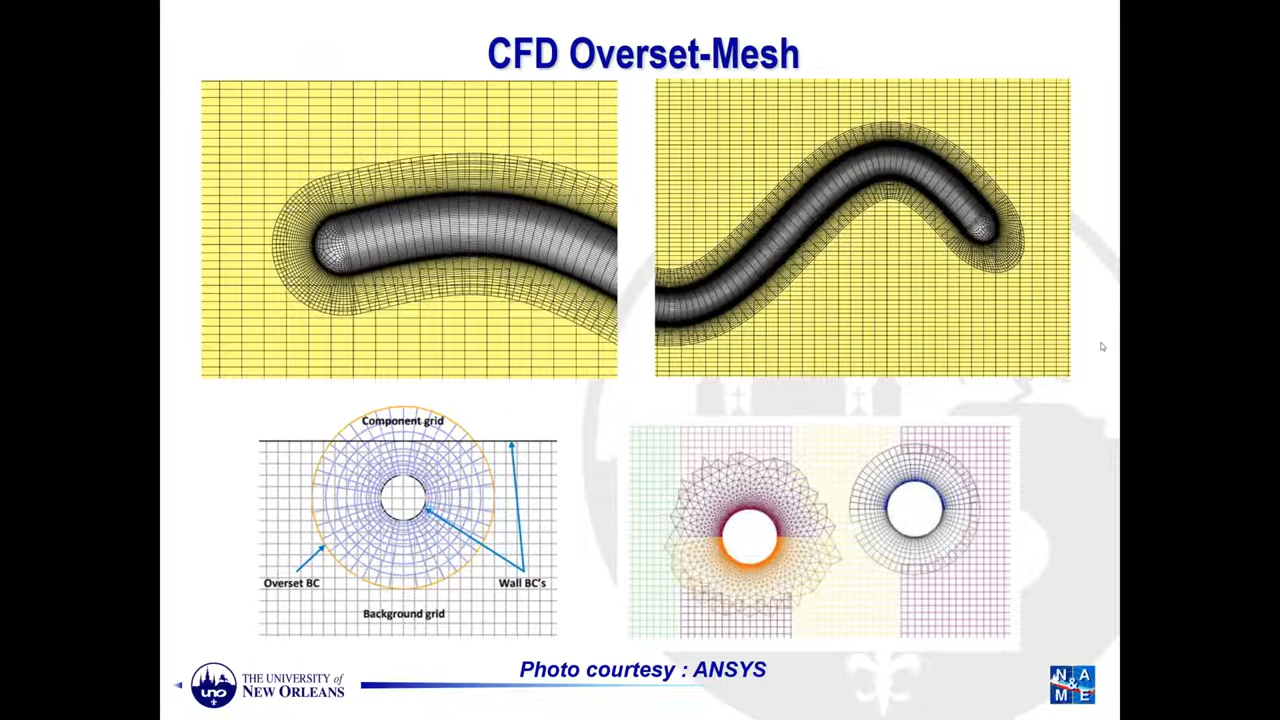 CFD Overset-Mesh
Component grid
Overset BC
Wall BC's
Background grid
Photo courtesy : ANSYS
THE UNIVERSITY of
NEW ORLEANS
uno
N A
&
M E